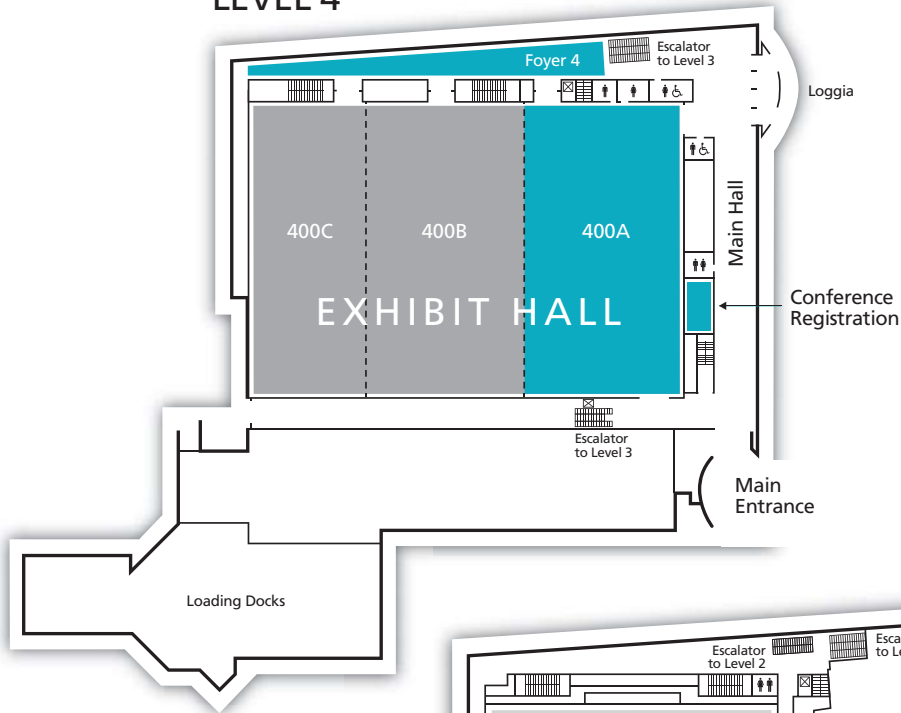 LEVEL 4
Foyer 4
Escalator
to Level 3
Loggia
400C
400B
400A
Main Hall
EXHIBIT HALL
Conference
Registration
Escalator
to Level 3
Main
Entrance
Loading Docks
Escalator
to Level 2